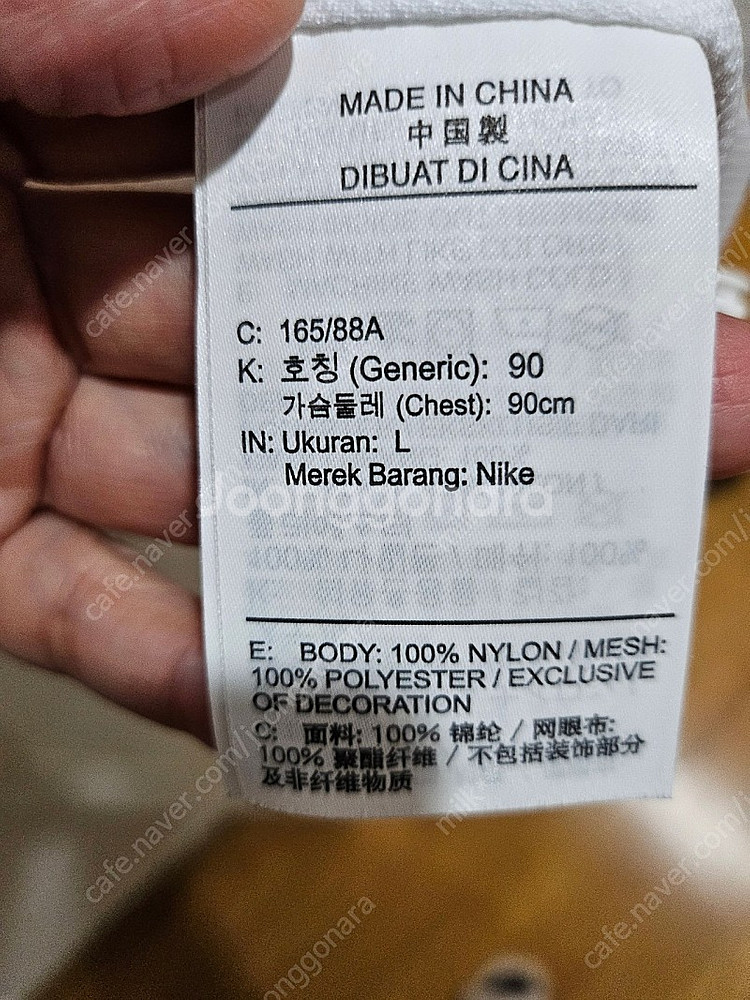 MADE IN CHINA
中国製
DIBUAT DI CINA
C: 165/88A
K: 호칭 (Generic): 90
가슴둘레 (Chest): 90cm
IN: Ukuran: L
Merek Barang: Nike
joonggonara
E: BODY: 100% NYLON / MESH:
100% POLYESTER / EXCLUSIVE
OF DECORATION
C: 面料: 100% 锦纶 / 网眼布:
100% 聚酯纤维 / 不包括装饰部分
及非纤维物质